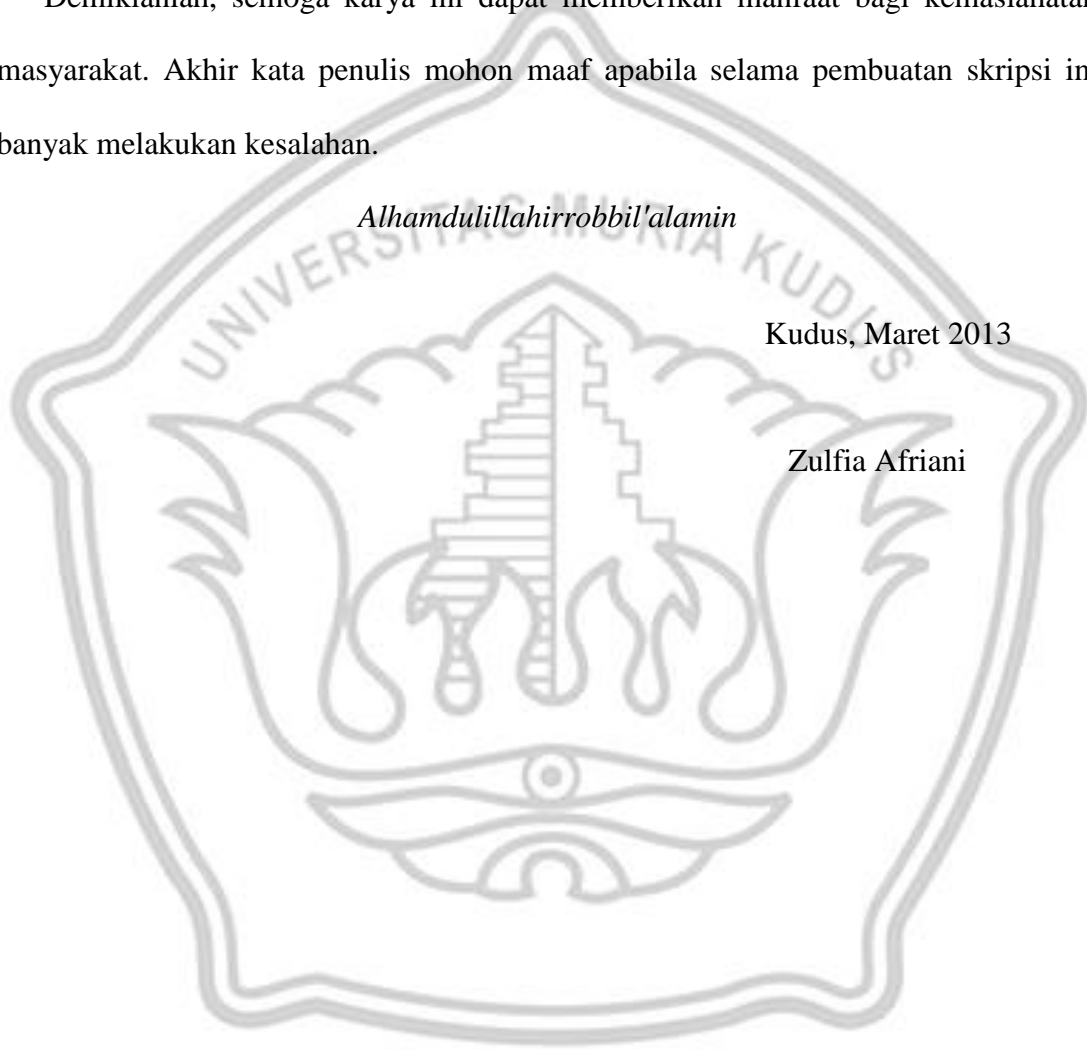 Demikianlah, semoga karya ini dapat memberikan manfaat bagi kemaslahatan
masyarakat. Akhir kata penulis mohon maaf apabila selama pembuatan skripsi in
banyak melakukan kesalahan.
Alhamdulillahirrobbil'alamin
UNIVERSITAS MURIA KUDUS
Kudus, Maret 2013
Zulfia Afriani